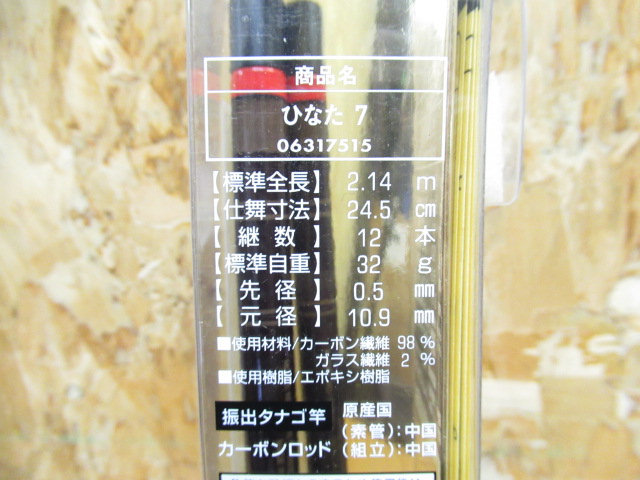 商品名
ひなた 7
06317515
【標準全長】 2.14 m
【仕舞寸法】 24.5 cm
【継数】 12 本
【標準自重】 32 g
【先径】 0.5 mm
【元径】 10.9 mm
■使用材料/カーボン繊維 98 %
ガラス繊維 2 %
■使用樹脂/エポキシ樹脂
振出タナゴ竿 原産国
(素管):中国
カーボンロッド (組立):中国